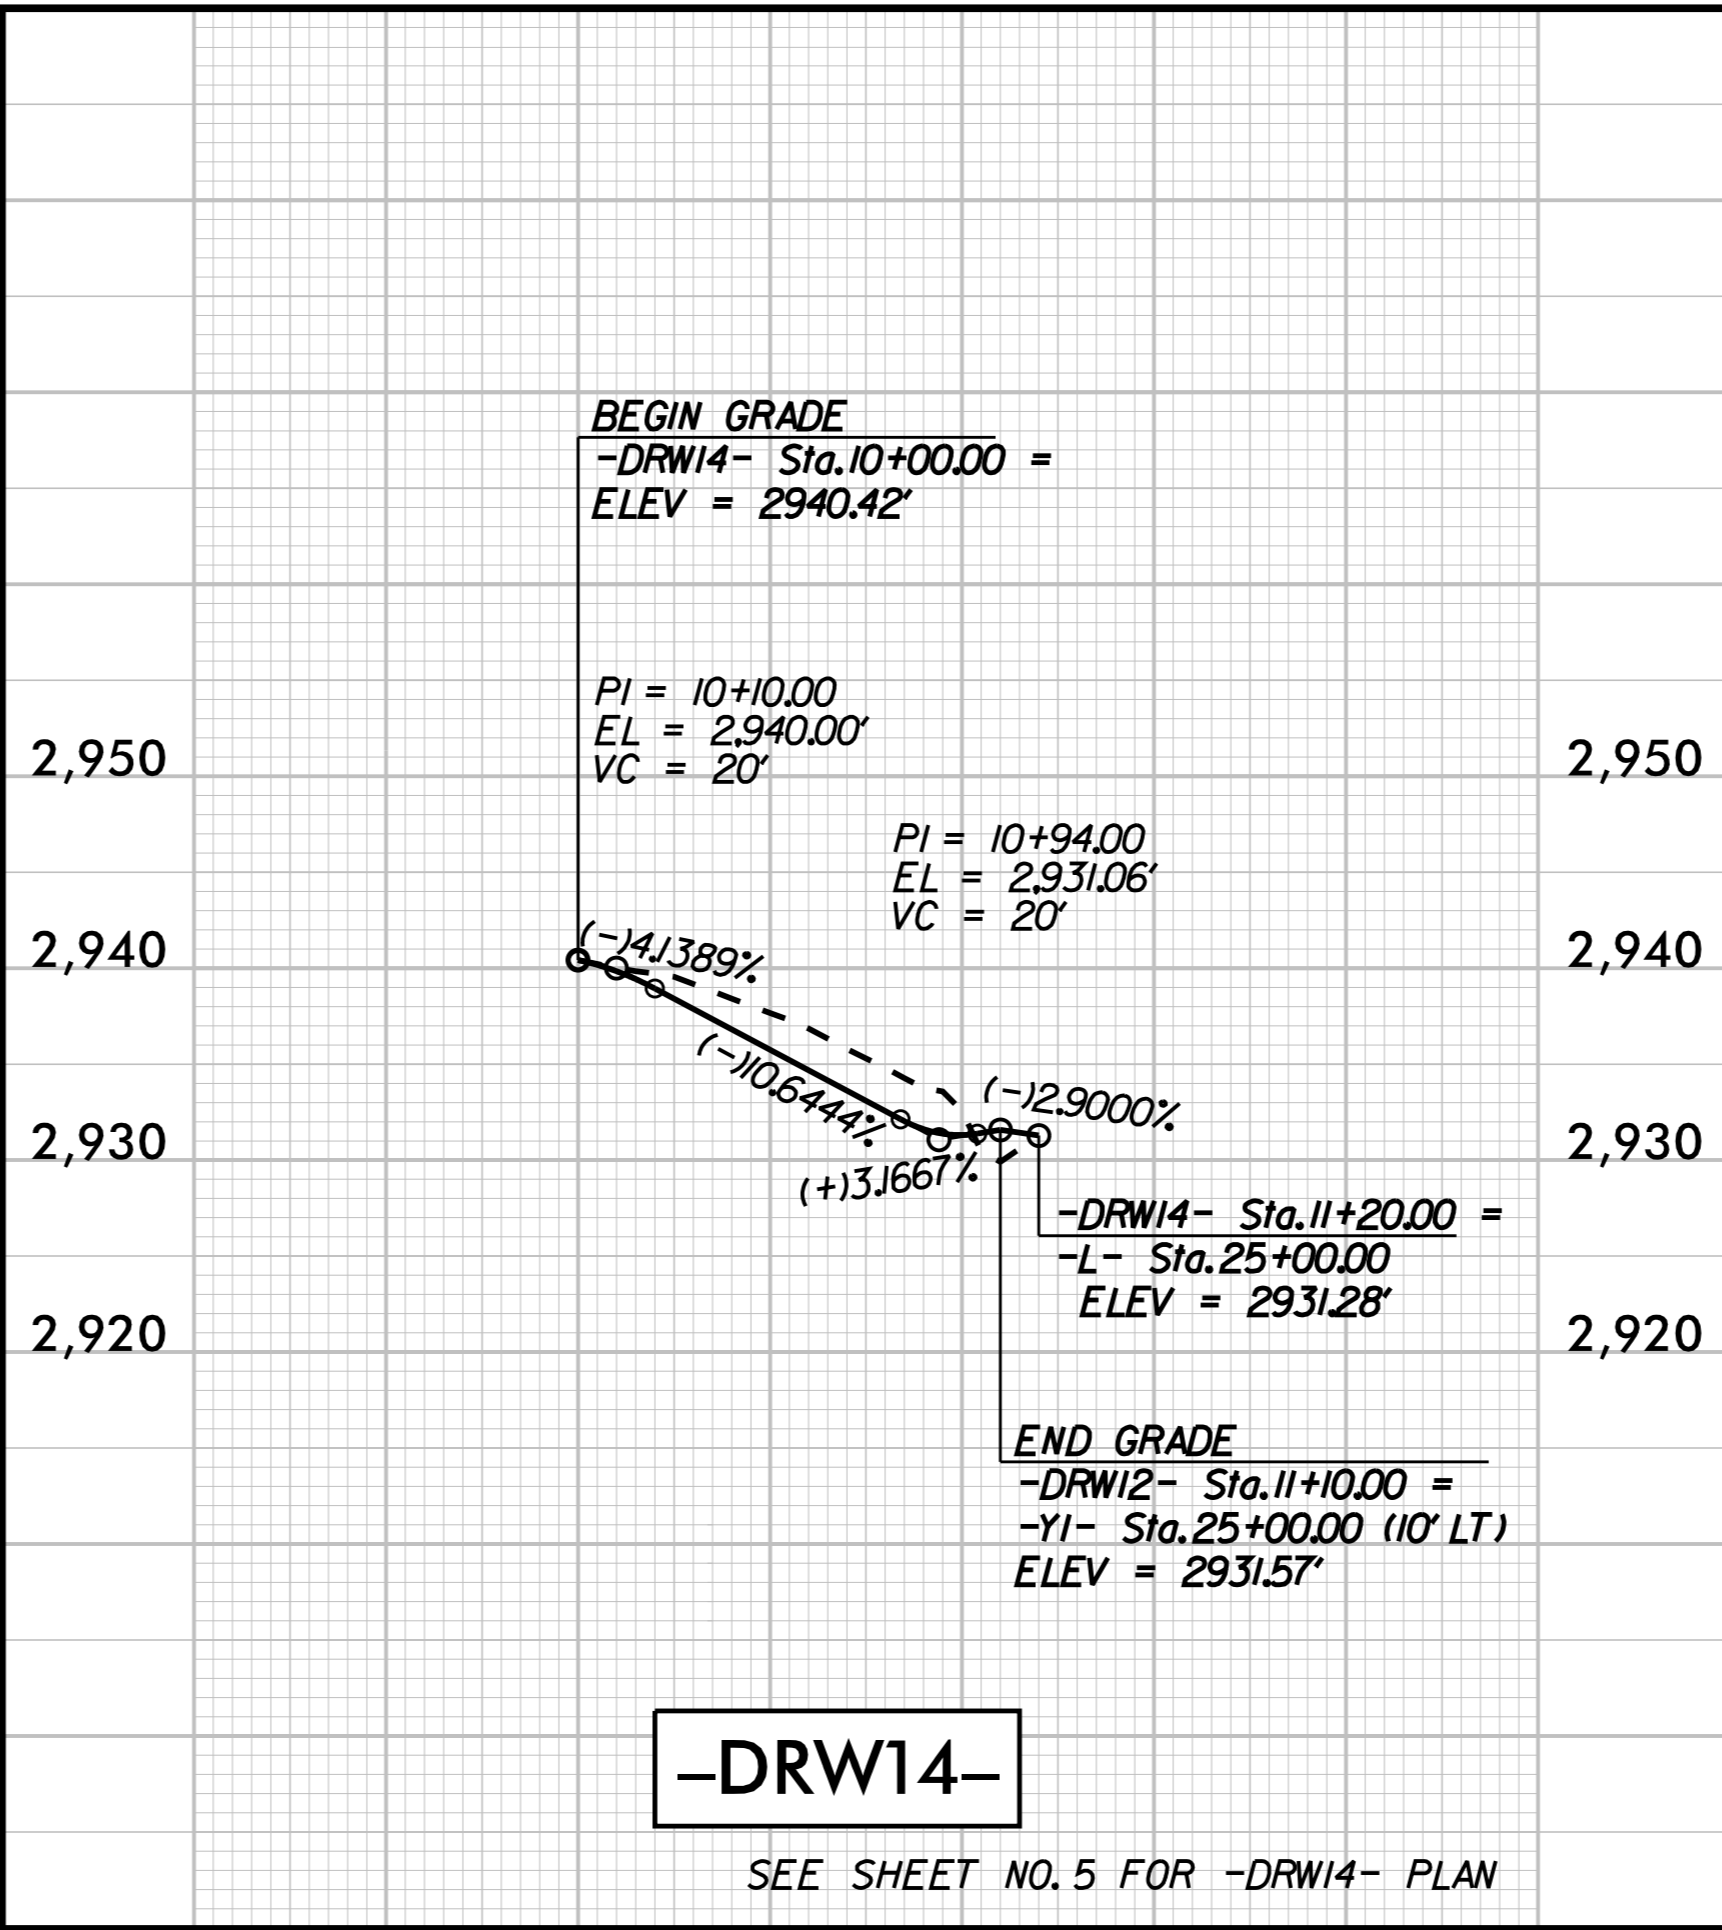 BEGIN GRADE
-DRW14- Sta. 10+00.00 =
ELEV = 2940.42'
PI = 10+10.00
EL = 2,940.00'
VC = 20'
2,950
2,950
PI = 10+94.00
EL = 2,931.06'
VC = 20'
2,940
(-)4.1389%
2,940
(-)10.6444%
(-)2.9000%
2,930
(+)3.1667%
2,930
-DRW14- Sta. 11+20.00 =
-L- Sta. 25+00.00
ELEV = 2931.28'
2,920
2,920
END GRADE
-DRW12- Sta. 11+10.00 =
-Y1- Sta. 25+00.00 (10' LT)
ELEV = 2931.57'
-DRW14-
SEE SHEET NO. 5 FOR -DRW14- PLAN